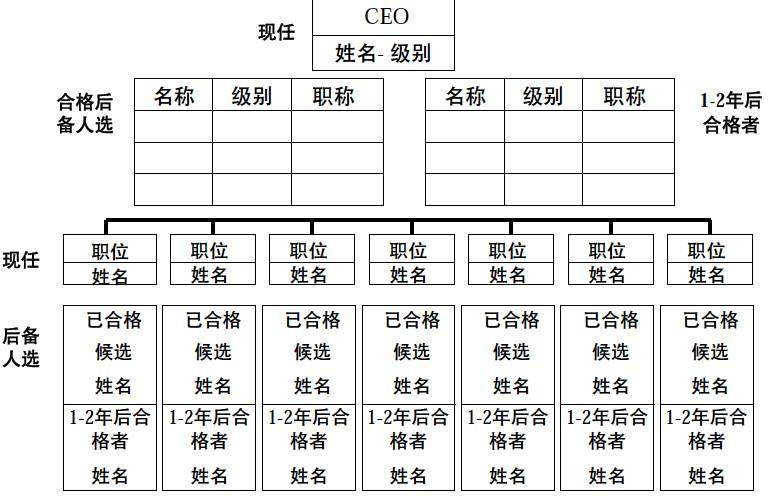 现任
CEO
姓名- 级别
合格后
备人选
名称 级别 职称
名称 级别 职称
1-2年后
合格者
现任
职位 职位 职位 职位 职位 职位 职位
姓名 姓名 姓名 姓名 姓名 姓名 姓名
后备
人选
已合格 已合格 已合格 已合格 已合格 已合格 已合格
候选 候选 候选 候选 候选 候选 候选
姓名 姓名 姓名 姓名 姓名 姓名 姓名
1-2年后合 1-2年后合 1-2年后合 1-2年后合 1-2年后合 1-2年后合 1-2年后合
格者 格者 格者 格者 格者 格者 格者
姓名 姓名 姓名 姓名 姓名 姓名 姓名